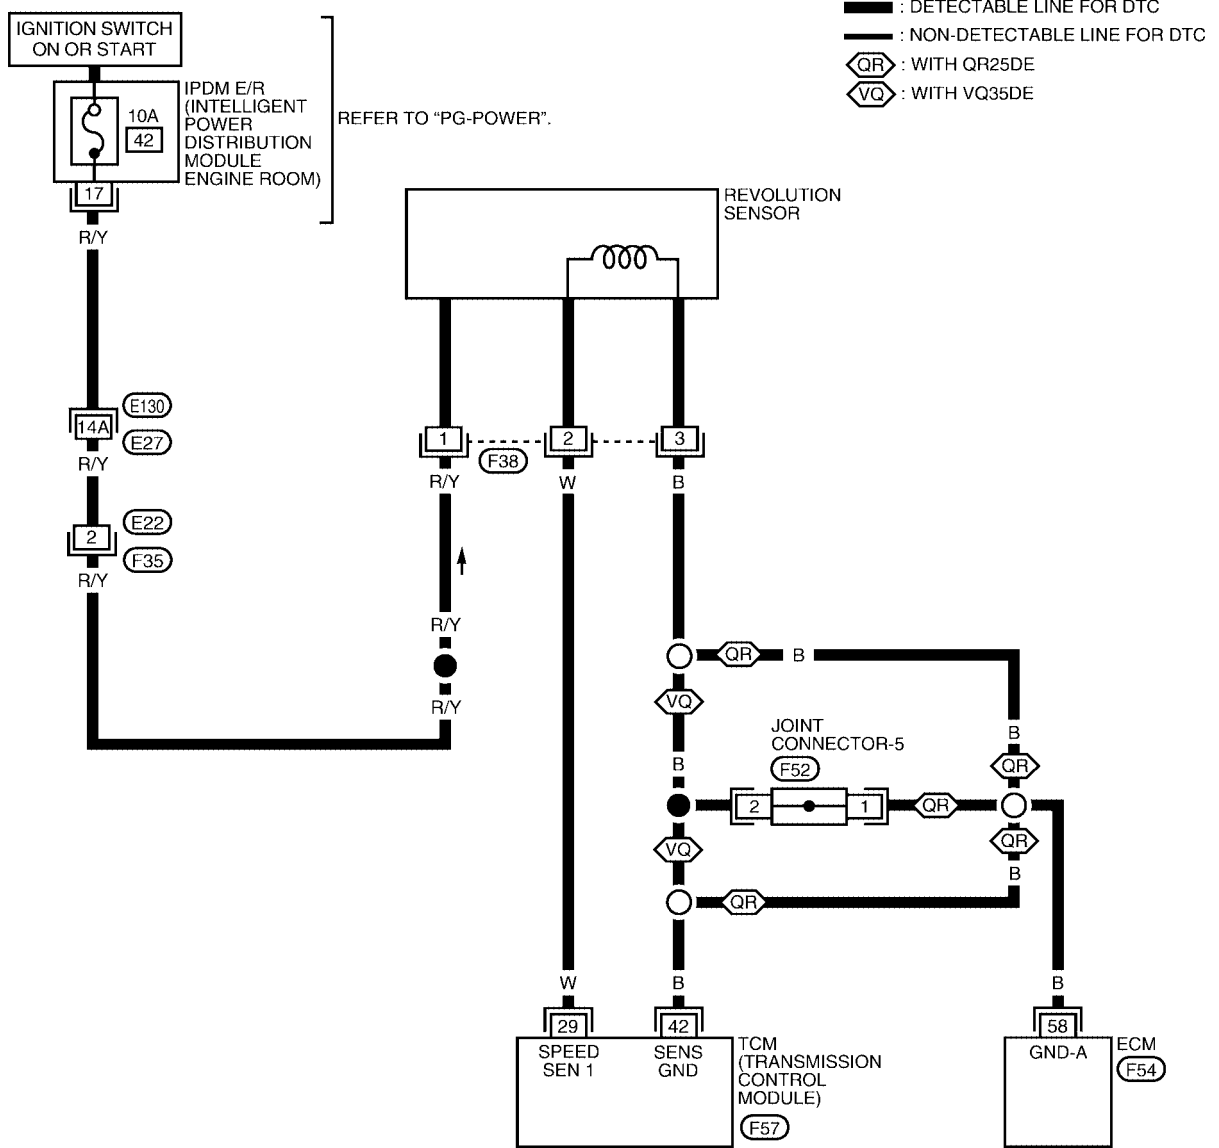 IGNITION SWITCH
ON OR START
IPDM E/R
(INTELLIGENT
POWER
DISTRIBUTION
MODULE
ENGINE ROOM)
10A
42
17
REFER TO “PG-POWER”.
: DETECTABLE LINE FOR DTC
: NON-DETECTABLE LINE FOR DTC
QR : WITH QR25DE
VQ : WITH VQ35DE
R/Y
REVOLUTION
SENSOR
E130
14A
E27
R/Y
1
2
3
F38
R/Y
W
B
E22
2
F35
R/Y
R/Y
R/Y
QR
B
VQ
B
B
QR
JOINT
CONNECTOR-5
F52
2
1
QR
QR
B
VQ
QR
W
B
B
29
42
58
SPEED
SEN 1
SENS
GND
TCM
(TRANSMISSION
CONTROL
MODULE)
F57
GND-A
ECM
F54